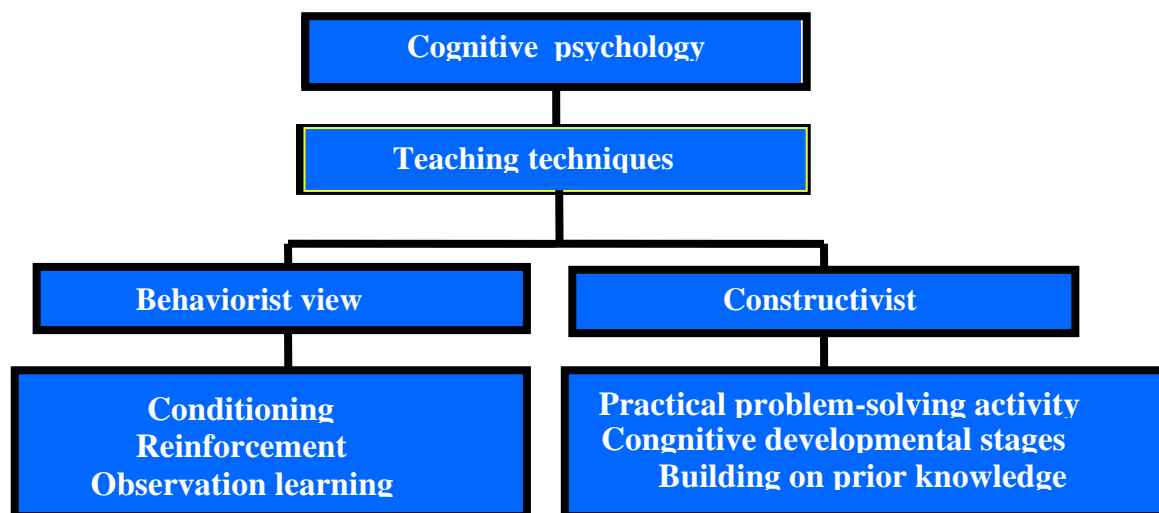 Cognitive psychology
Teaching techniques
Behaviorist view
Constructivist
Conditioning
Reinforcement
Observation learning
Practical problem-solving activity
Congnitive developmental stages
Building on prior knowledge